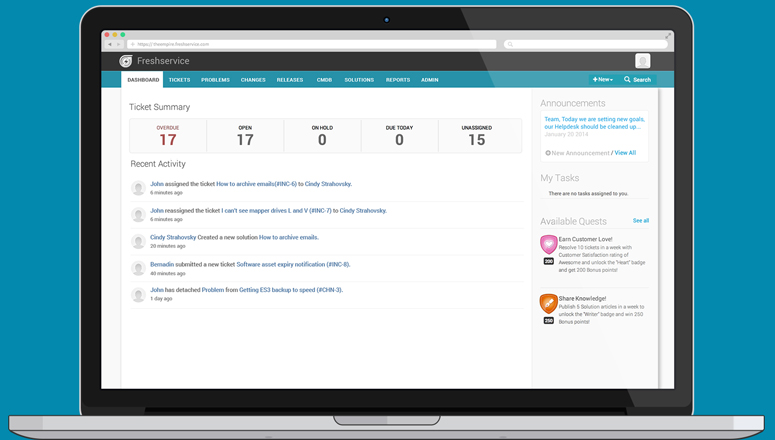 https://fireengine.freshservice.com
Freshservice
DASHBOARD TICKETS PROBLEMS CHANGES RELEASES CMDB SOLUTIONS REPORTS ADMIN +New Search
Ticket Summary
OVERDUE OPEN ON HOLD DUE TODAY UNASSIGNED
17 17 0 0 15
Recent Activity
John assigned the ticket How to archive emails(#INC-6) to Cindy Strahovsky.
6 minutes ago
John reassigned the ticket I can't see mapper drives I, and V (#INC-7) to Cindy Strahovsky.
6 minutes ago
Cindy Strahovsky Created a new solution How to archive emails.
20 minutes ago
Bernadin submitted a new ticket Software asset expiry notification (#INC-8).
40 minutes ago
John has detached Problem from Getting ES3 backup to speed (#CHN-3).
1 day ago
Announcements
Team, Today we are setting new goals,
our Helpdesk should be cleaned up...
January 20 2014
New Announcement / View All
My Tasks
There are no tasks assigned to you.
Available Quests See all
Earn Customer Love!
Resolve 10 tickets in a week with
Customer Satisfaction rating of
Awesome and unlock the "Heart" badge
and get 200 Bonus points!
200
Share Knowledge!
Publish 5 Solution articles in a week to
unlock the "Writer" badge and win 250
Bonus points!
250